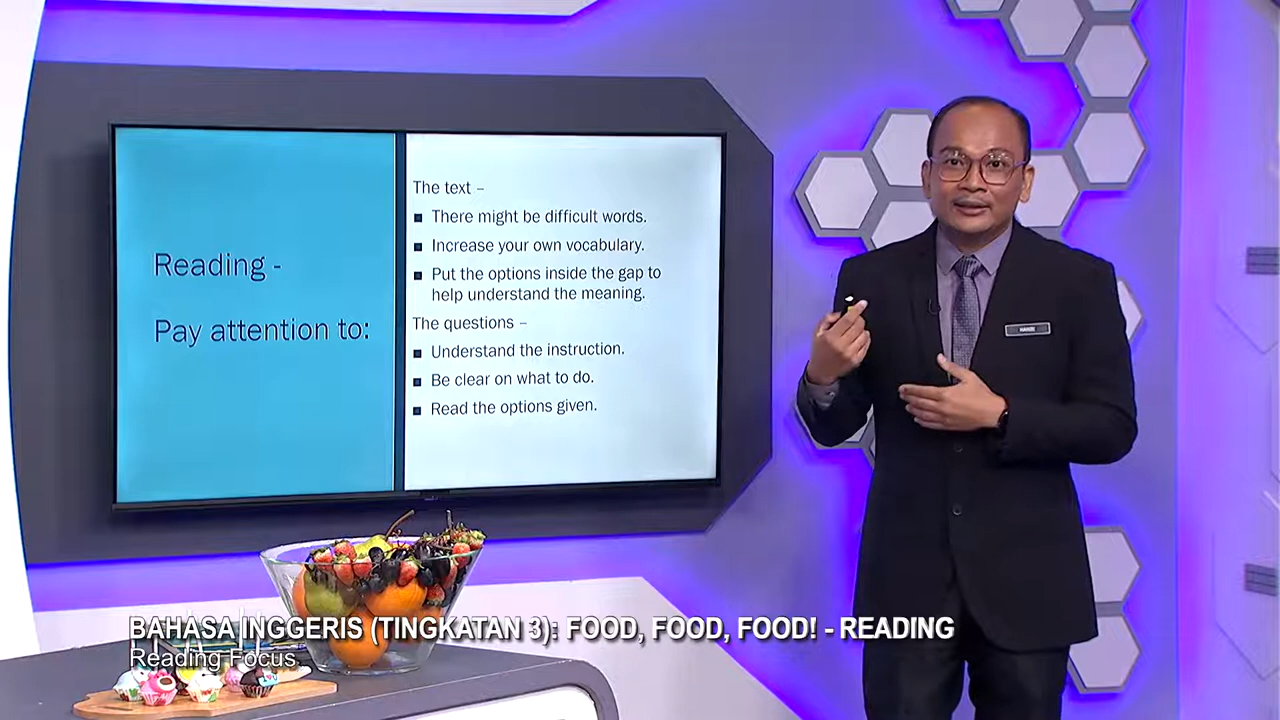 Reading -
Pay attention to:
The text –
There might be difficult words.
Increase your own vocabulary.
Put the options inside the gap to
help understand the meaning.
The questions –
Understand the instruction.
Be clear on what to do.
Read the options given.
BAHASA INGGERIS (TINGKATAN 3): FOOD, FOOD, FOOD! - READING
Reading Focus